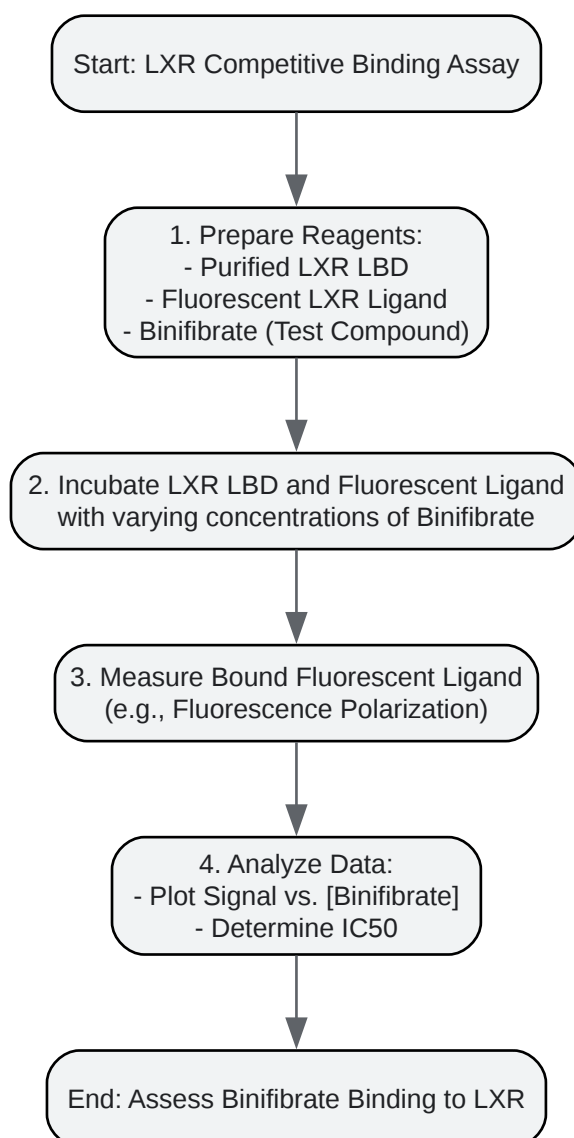 Start: LXR Competitive Binding Assay
1. Prepare Reagents:
- Purified LXR LBD
- Fluorescent LXR Ligand
- Binifibrate (Test Compound)
2. Incubate LXR LBD and Fluorescent Ligand
with varying concentrations of Binifibrate
3. Measure Bound Fluorescent Ligand
(e.g., Fluorescence Polarization)
4. Analyze Data:
- Plot Signal vs. [Binifibrate]
- Determine IC50
End: Assess Binifibrate Binding to LXR